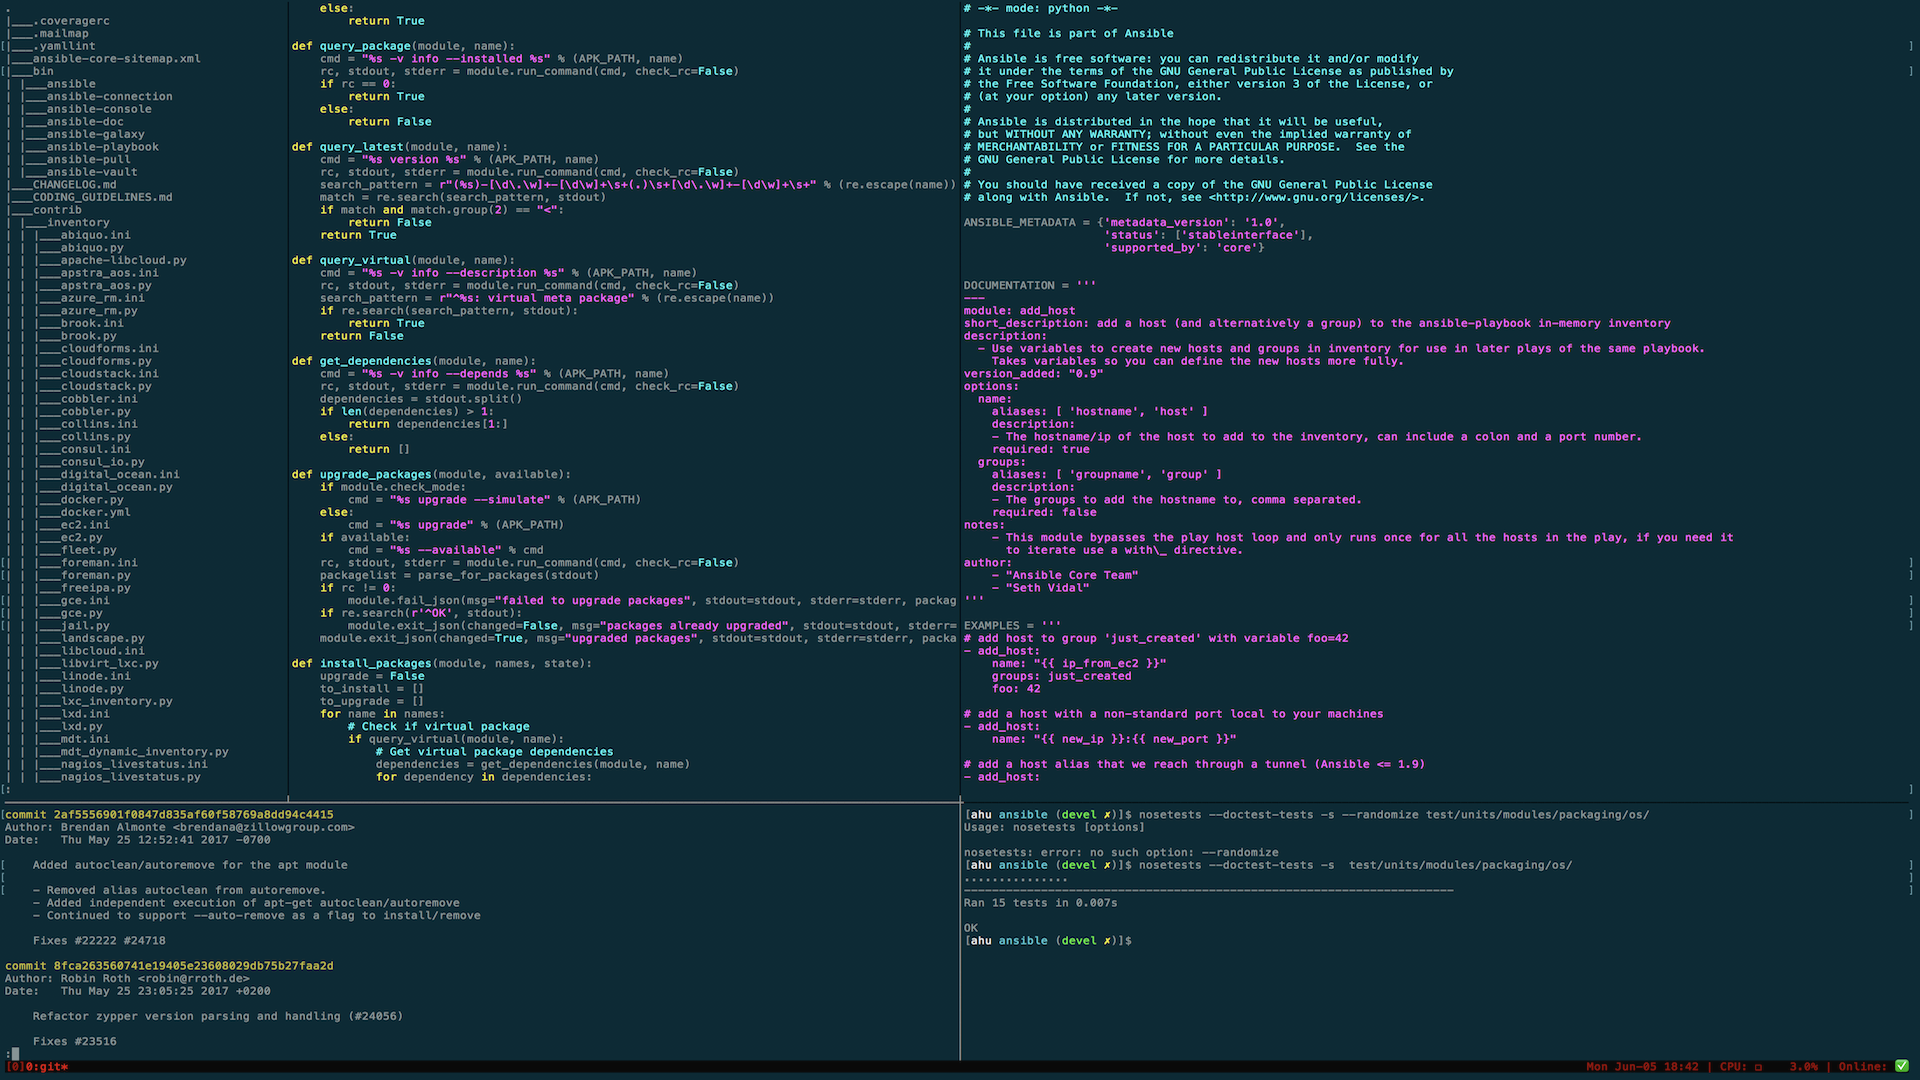 .
|___.coveragerc
|___.mailmap
|___.yamllint
|___ansible-core-sitemap.xml
|___bin
| |___ansible
| |___ansible-connection
| |___ansible-console
| |___ansible-doc
| |___ansible-galaxy
| |___ansible-playbook
| |___ansible-pull
| |___ansible-vault
|___CHANGELOG.md
|___CODING_GUIDELINES.md
|___contrib
| |___inventory
| | |___abiquo.ini
| | |___abiquo.py
| | |___apache-libcloud.py
| | |___apstra_aos.ini
| | |___apstra_aos.py
| | |___azure_rm.ini
| | |___azure_rm.py
| | |___brook.ini
| | |___brook.py
| | |___cloudforms.ini
| | |___cloudforms.py
| | |___cloudstack.ini
| | |___cloudstack.py
| | |___cobbler.ini
| | |___cobbler.py
| | |___collins.ini
| | |___collins.py
| | |___consul.ini
| | |___consul_io.py
| | |___digital_ocean.ini
| | |___digital_ocean.py
| | |___docker.py
| | |___docker.yml
| | |___ec2.ini
| | |___ec2.py
| | |___fleet.py
| | |___foreman.ini
| | |___foreman.py
| | |___freeipa.py
| | |___gce.ini
| | |___gce.py
| | |___jail.py
| | |___landscape.py
| | |___libcloud.ini
| | |___libvirt_lxc.py
| | |___linode.ini
| | |___linode.py
| | |___lxc_inventory.py
| | |___lxd.ini
| | |___lxd.py
| | |___mdt.ini
| | |___mdt_dynamic_inventory.py
| | |___nagios_livestatus.ini
| | |___nagios_livestatus.py
:
    else:
        return True

def query_package(module, name):
    cmd = "%s -v info --installed %s" % (APK_PATH, name)
    rc, stdout, stderr = module.run_command(cmd, check_rc=False)
    if rc == 0:
        return True
    else:
        return False

def query_latest(module, name):
    cmd = "%s version %s" % (APK_PATH, name)
    rc, stdout, stderr = module.run_command(cmd, check_rc=False)
    search_pattern = r"(%s)-[\d\.\w]+-[\d\w]+\s+(.)\s+[\d\.\w]+-[\d\w]+\s+" % (re.escape(name))
    match = re.search(search_pattern, stdout)
    if match and match.group(2) == "<":
        return False
    return True

def query_virtual(module, name):
    cmd = "%s -v info --description %s" % (APK_PATH, name)
    rc, stdout, stderr = module.run_command(cmd, check_rc=False)
    search_pattern = r"^%s: virtual meta package" % (re.escape(name))
    if re.search(search_pattern, stdout):
        return True
    return False

def get_dependencies(module, name):
    cmd = "%s -v info --depends %s" % (APK_PATH, name)
    rc, stdout, stderr = module.run_command(cmd, check_rc=False)
    dependencies = stdout.split()
    if len(dependencies) > 1:
        return dependencies[1:]
    else:
        return []

def upgrade_packages(module, available):
    if module.check_mode:
        cmd = "%s upgrade --simulate" % (APK_PATH)
    else:
        cmd = "%s upgrade" % (APK_PATH)
    if available:
        cmd = "%s --available" % cmd
    rc, stdout, stderr = module.run_command(cmd, check_rc=False)
    packagelist = parse_for_packages(stdout)
    if rc != 0:
        module.fail_json(msg="failed to upgrade packages", stdout=stdout, stderr=stderr, packag
    if re.search(r'^OK', stdout):
        module.exit_json(changed=False, msg="packages already upgraded", stdout=stdout, stderr=
    module.exit_json(changed=True, msg="upgraded packages", stdout=stdout, stderr=stderr, packa

def install_packages(module, names, state):
    upgrade = False
    to_install = []
    to_upgrade = []
    for name in names:
        # Check if virtual package
        if query_virtual(module, name):
            # Get virtual package dependencies
            dependencies = get_dependencies(module, name)
            for dependency in dependencies:
# -*- mode: python -*-

# This file is part of Ansible
#
# Ansible is free software: you can redistribute it and/or modify
# it under the terms of the GNU General Public License as published by
# the Free Software Foundation, either version 3 of the License, or
# (at your option) any later version.
#
# Ansible is distributed in the hope that it will be useful,
# but WITHOUT ANY WARRANTY; without even the implied warranty of
# MERCHANTABILITY or FITNESS FOR A PARTICULAR PURPOSE.  See the
# GNU General Public License for more details.
#
# You should have received a copy of the GNU General Public License
# along with Ansible.  If not, see <http://www.gnu.org/licenses/>.

ANSIBLE_METADATA = {'metadata_version': '1.0',
                    'status': ['stableinterface'],
                    'supported_by': 'core'}

DOCUMENTATION = '''
---
module: add_host
short_description: add a host (and alternatively a group) to the ansible-playbook in-memory inventory
description:
  - Use variables to create new hosts and groups in inventory for use in later plays of the same playbook.
    Takes variables so you can define the new hosts more fully.
version_added: "0.9"
options:
  name:
    aliases: [ 'hostname', 'host' ]
    description:
    - The hostname/ip of the host to add to the inventory, can include a colon and a port number.
    required: true
  groups:
    aliases: [ 'groupname', 'group' ]
    description:
    - The groups to add the hostname to, comma separated.
    required: false
notes:
    - This module bypasses the play host loop and only runs once for all the hosts in the play, if you need it
      to iterate use a with\_ directive.
author:
    - "Ansible Core Team"
    - "Seth Vidal"
'''

EXAMPLES = '''
# add host to group 'just_created' with variable foo=42
- add_host:
    name: "{{ ip_from_ec2 }}"
    groups: just_created
    foo: 42

# add a host with a non-standard port local to your machines
- add_host:
    name: "{{ new_ip }}:{{ new_port }}"

# add a host alias that we reach through a tunnel (Ansible <= 1.9)
- add_host:
commit 2af5556901f0847d835af60f58769a8dd94c4415
Author: Brendan Almonte <brendana@zillowgroup.com>
Date:   Thu May 25 12:52:41 2017 -0700

    Added autoclean/autoremove for the apt module

    - Removed alias autoclean from autoremove.
    - Added independent execution of apt-get autoclean/autoremove
    - Continued to support --auto-remove as a flag to install/remove

    Fixes #22222 #24718

commit 8fca263560741e19405e23608029db75b27faa2d
Author: Robin Roth <robin@rroth.de>
Date:   Thu May 25 23:05:25 2017 +0200

    Refactor zypper version parsing and handling (#24056)

    Fixes #23516
:
[ahu ansible (devel ✗)]$ nosetests --doctest-tests -s --randomize test/units/modules/packaging/os/
Usage: nosetests [options]

nosetests: error: no such option: --randomize
[ahu ansible (devel ✗)]$ nosetests --doctest-tests -s  test/units/modules/packaging/os/
...............
----------------------------------------------------------------------
Ran 15 tests in 0.007s

OK
[ahu ansible (devel ✗)]$
[0]0:git*
Mon Jun-05 18:42 | CPU: □    3.0% | Online: ✅